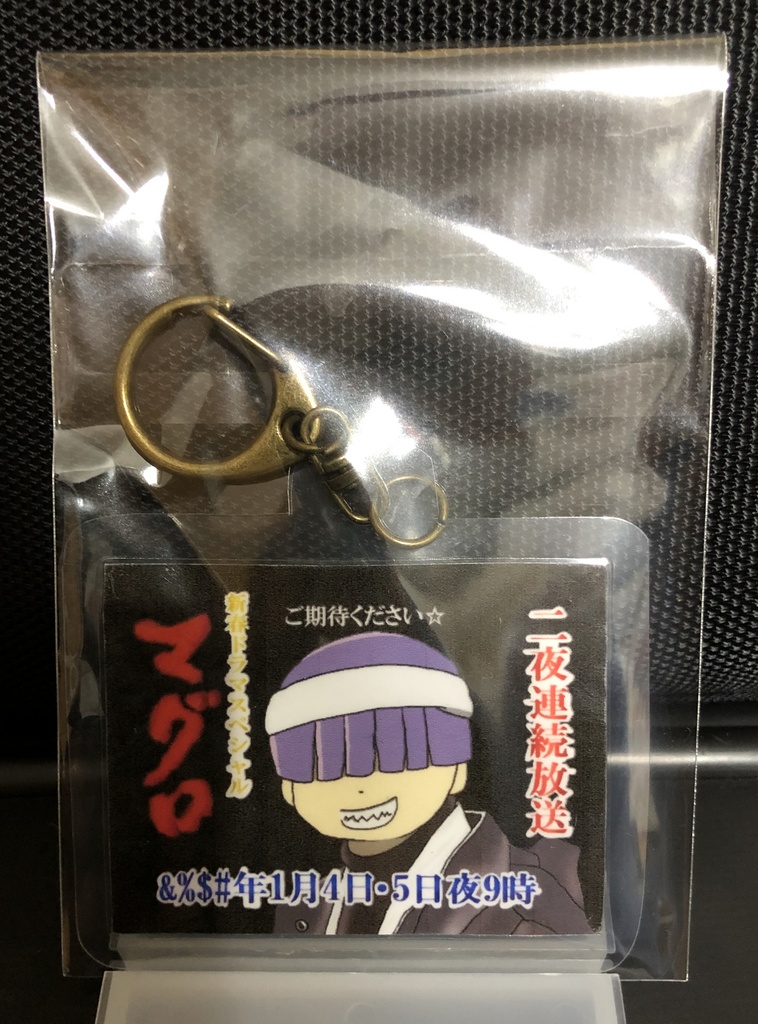 ご期待ください☆
二夜連続放送
新春ドラマスペシャル
マグロ
&%$#年1月4日・5日夜9時